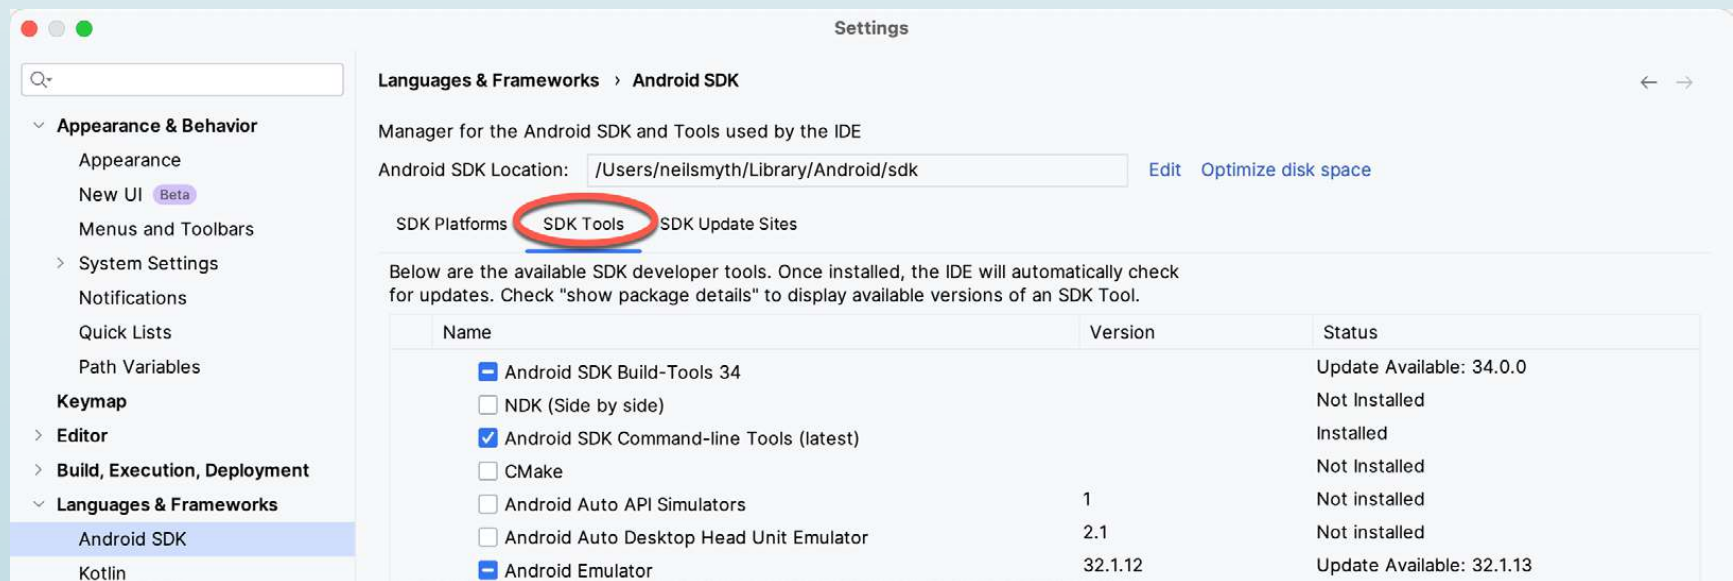 Settings
Languages & Frameworks › Android SDK
Appearance & Behavior
Appearance
New UI Beta
Menus and Toolbars
System Settings
Notifications
Quick Lists
Path Variables
Keymap
Editor
Build, Execution, Deployment
Languages & Frameworks
Android SDK
Kotlin
Manager for the Android SDK and Tools used by the IDE
Android SDK Location: /Users/neilsmyth/Library/Android/sdk Edit Optimize disk space
SDK Platforms SDK Tools SDK Update Sites
Below are the available SDK developer tools. Once installed, the IDE will automatically check
for updates. Check "show package details" to display available versions of an SDK Tool.
Name Version Status
Android SDK Build-Tools 34 Update Available: 34.0.0
NDK (Side by side) Not Installed
Android SDK Command-line Tools (latest) Installed
CMake Not Installed
Android Auto API Simulators 1 Not installed
Android Auto Desktop Head Unit Emulator 2.1 Not installed
Android Emulator 32.1.12 Update Available: 32.1.13